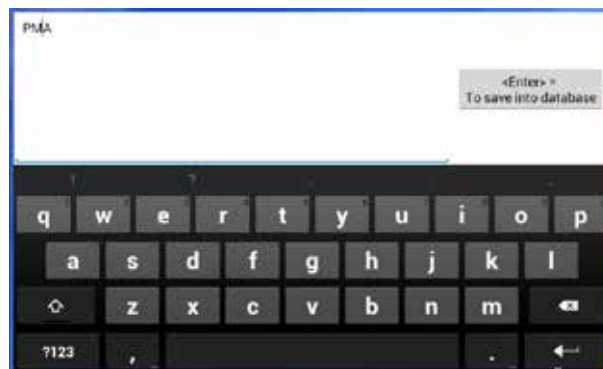 PMA
<Enter> =
To save into database
q w e r t y u i o p
a s d f g h j k l
z x c v b n m
?123 , .